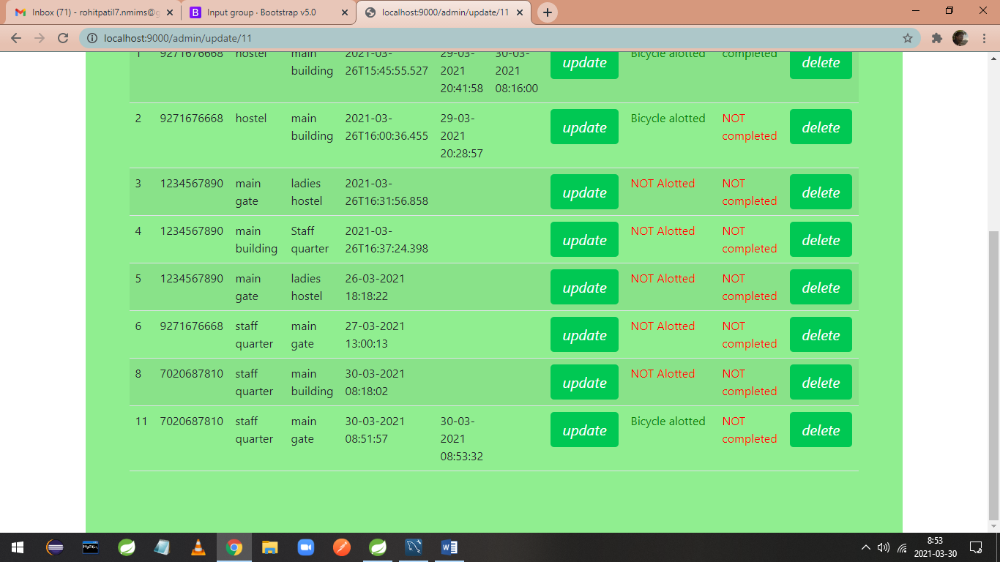 Inbox (71) - rohitpatil7.nmims@g
Input group · Bootstrap v5.0
localhost:9000/admin/update/11
localhost:9000/admin/update/11
1 9271676668 hostel main 2021-03- 29-03- 30-03- update Bicycle alotted completed delete
building 26T15:45:55.527 2021 2021
20:41:58 08:16:00
2 9271676668 hostel main 2021-03- 29-03- update Bicycle alotted NOT delete
building 26T16:00:36.455 2021 completed
20:28:57
3 1234567890 main ladies 2021-03- update NOT Alotted NOT delete
gate hostel 26T16:31:56.858 completed
4 1234567890 main Staff 2021-03- update NOT Alotted NOT delete
building quarter 26T16:37:24.398 completed
5 1234567890 main ladies 26-03-2021 update NOT Alotted NOT delete
gate hostel 18:18:22 completed
6 9271676668 staff main 27-03-2021 update NOT Alotted NOT delete
quarter gate 13:00:13 completed
8 7020687810 staff main 30-03-2021 update NOT Alotted NOT delete
quarter building 08:18:02 completed
11 7020687810 staff main 30-03-2021 30-03- update Bicycle alotted NOT delete
quarter gate 08:51:57 2021 completed
08:53:32
8:53
2021-03-30